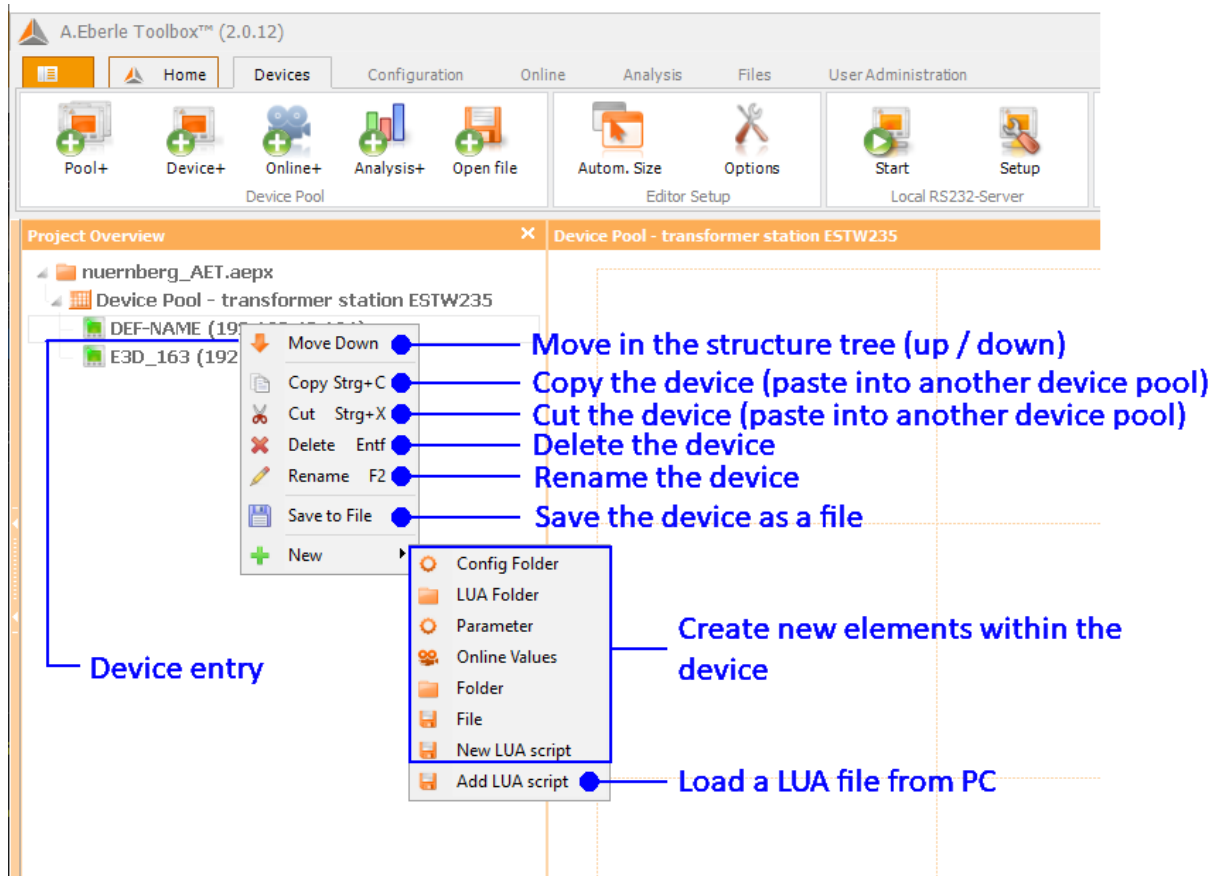 A.Eberle Toolbox™ (2.0.12)
Home Devices Configuration Online Analysis Files User Administration
Pool+ Device+ Online+ Analysis+ Open file Autom. Size Options Start Setup
Device Pool Editor Setup Local RS232-Server
Project Overview Device Pool - transformer station ESTW235
nuernberg_AET.aepx
Device Pool - transformer station ESTW235
DEF-NAME (192
E3D_163 (192
Move Down Move in the structure tree (up / down)
Copy Strg+C Copy the device (paste into another device pool)
Cut Strg+X Cut the device (paste into another device pool)
Delete Entf Delete the device
Rename F2 Rename the device
Save to File Save the device as a file
New
Config Folder
LUA Folder
Parameter
Online Values
Folder
File
New LUA script
Create new elements within the
device
Device entry
Add LUA script Load a LUA file from PC